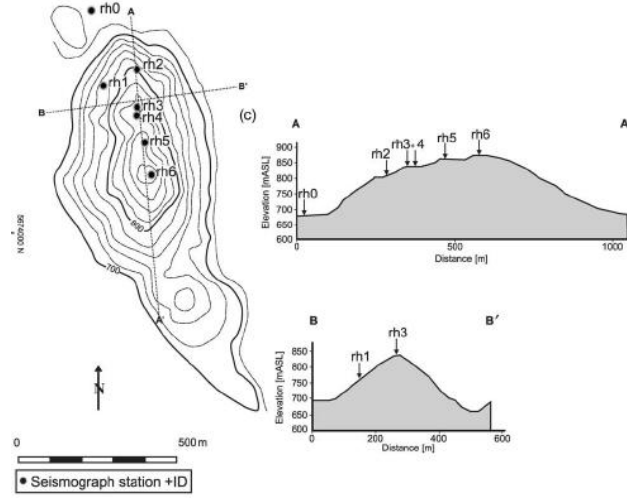 rh0
A
rh2
rh1
B'
B
rh3
rh4
rh5
rh6
800
700
A'
N
0 500 m
Seismograph station +ID
(c)
A A
900
850
800
750
700
650
600
Elevation [mASL]
rh0
rh2
rh3+4
rh5
rh6
0 500 1000
Distance [m]
B B′
850
800
750
700
650
600
Elevation [mASL]
rh1
rh3
0 200 400 600
Distance [m]